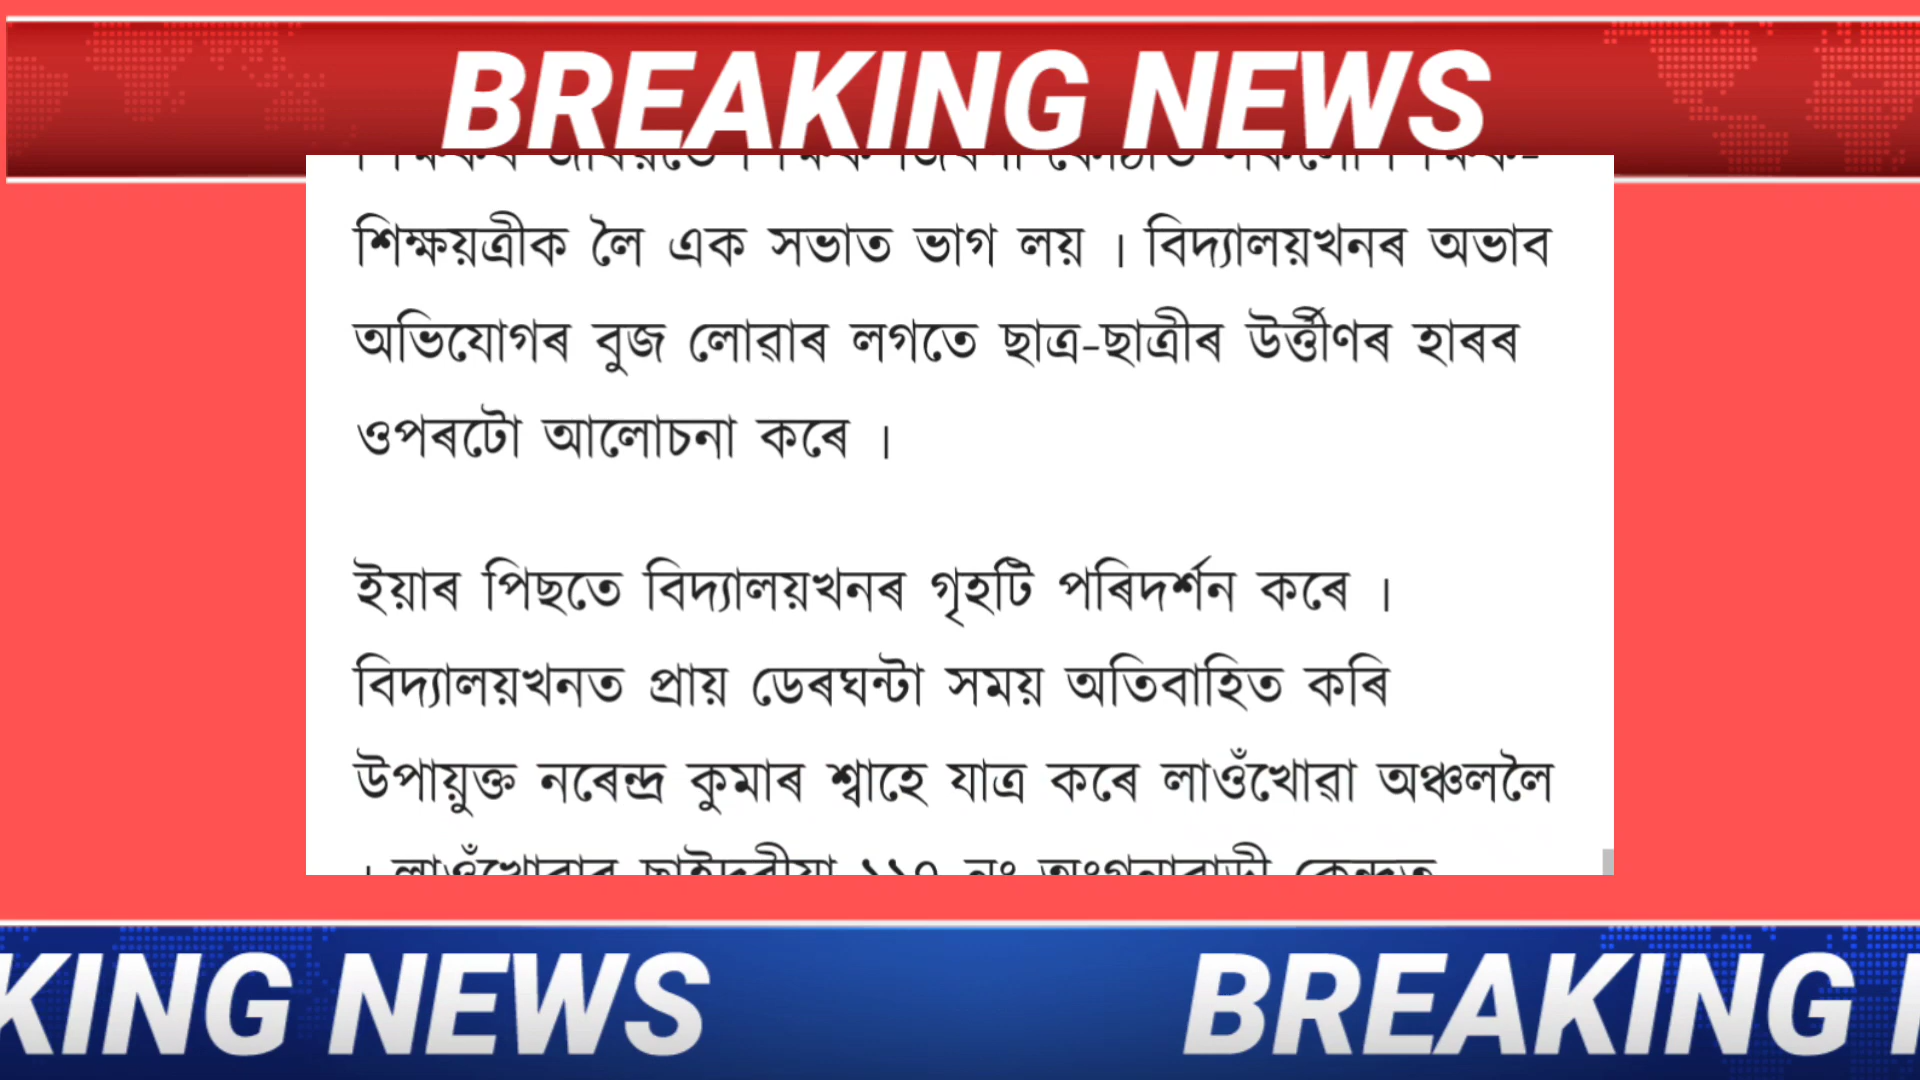 BREAKING NEWS
শিক্ষয়ত্ৰীক লৈ এক সভাত ভাগ লয় । বিদ্যালয়খনৰ অভাব
অভিযোগৰ বুজ লোৱাৰ লগতে ছাত্ৰ-ছাত্ৰীৰ উৰ্ত্তীণৰ হাৰৰ
ওপৰটো আলোচনা কৰে ।
ইয়াৰ পিছতে বিদ্যালয়খনৰ গৃহটি পৰিদৰ্শন কৰে ।
বিদ্যালয়খনত প্ৰায় ডেৰঘন্টা সময় অতিবাহিত কৰি
উপায়ুক্ত নৰেন্দ্ৰ কুমাৰ শ্বাহে যাত্ৰ কৰে লাওঁখোৱা অঞ্চললৈ
KING NEWS BREAKING